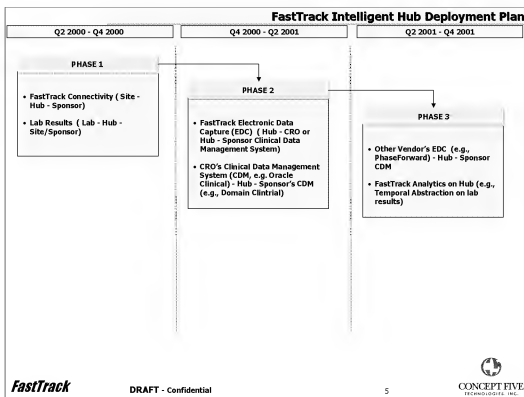 FastTrack Intelligent Hub Deployment Plan
Q2 2000 - Q4 2000
Q4 2000 - Q2 2001
Q2 2001 - Q4 2001
PHASE 1
• FastTrack Connectivity ( Site -
Hub - Sponsor)
• Lab Results ( Lab - Hub -
Site/Sponsor)
PHASE 2
• FastTrack Electronic Data
Capture (EDC) ( Hub - CRO or
Hub - Sponsor Clinical Data
Management System)
• CRO's Clinical Data Management
System (CDM, e.g. Oracle
Clinical) - Hub - Sponsor's CDM
(e.g., Domain Clintrial)
PHASE 3
• Other Vendor's EDC (e.g.,
PhaseForward) - Hub - Sponsor
CDM
• FastTrack Analytics on Hub (e.g.,
Temporal Abstraction on lab
results)
FastTrack
DRAFT - Confidential
5
CONCEPT FIVE
TECHNOLOGIES, INC.